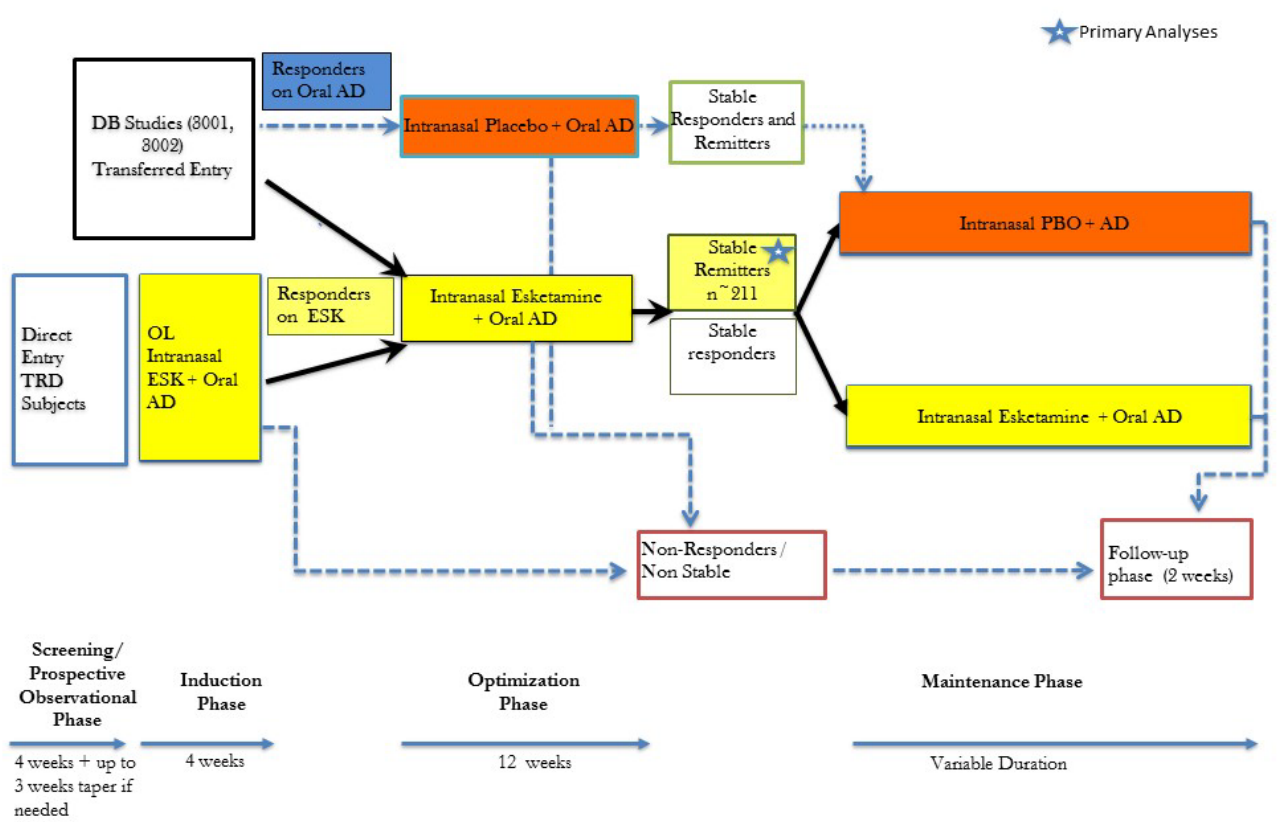 Primary Analyses
Responders
on Oral AD
DB Studies (3001,
3002)
Transferred Entry
Intranasal Placebo + Oral AD
Stable
Responders and
Remitters
Intranasal PBO + AD
Stable
Remitters
n~211
Stable
responders
Responders
on ESK
Intranasal Esketamine
+ Oral AD
Direct
Entry
TRD
Subjects
OL
Intranasal
ESK + Oral
AD
Intranasal Esketamine + Oral AD
Non-Responders /
Non Stable
Follow-up
phase (2 weeks)
Screening/
Prospective
Observational
Phase
Induction
Phase
Optimization
Phase
Maintenance Phase
4 weeks + up to
3 weeks taper if
needed
4 weeks
12 weeks
Variable Duration